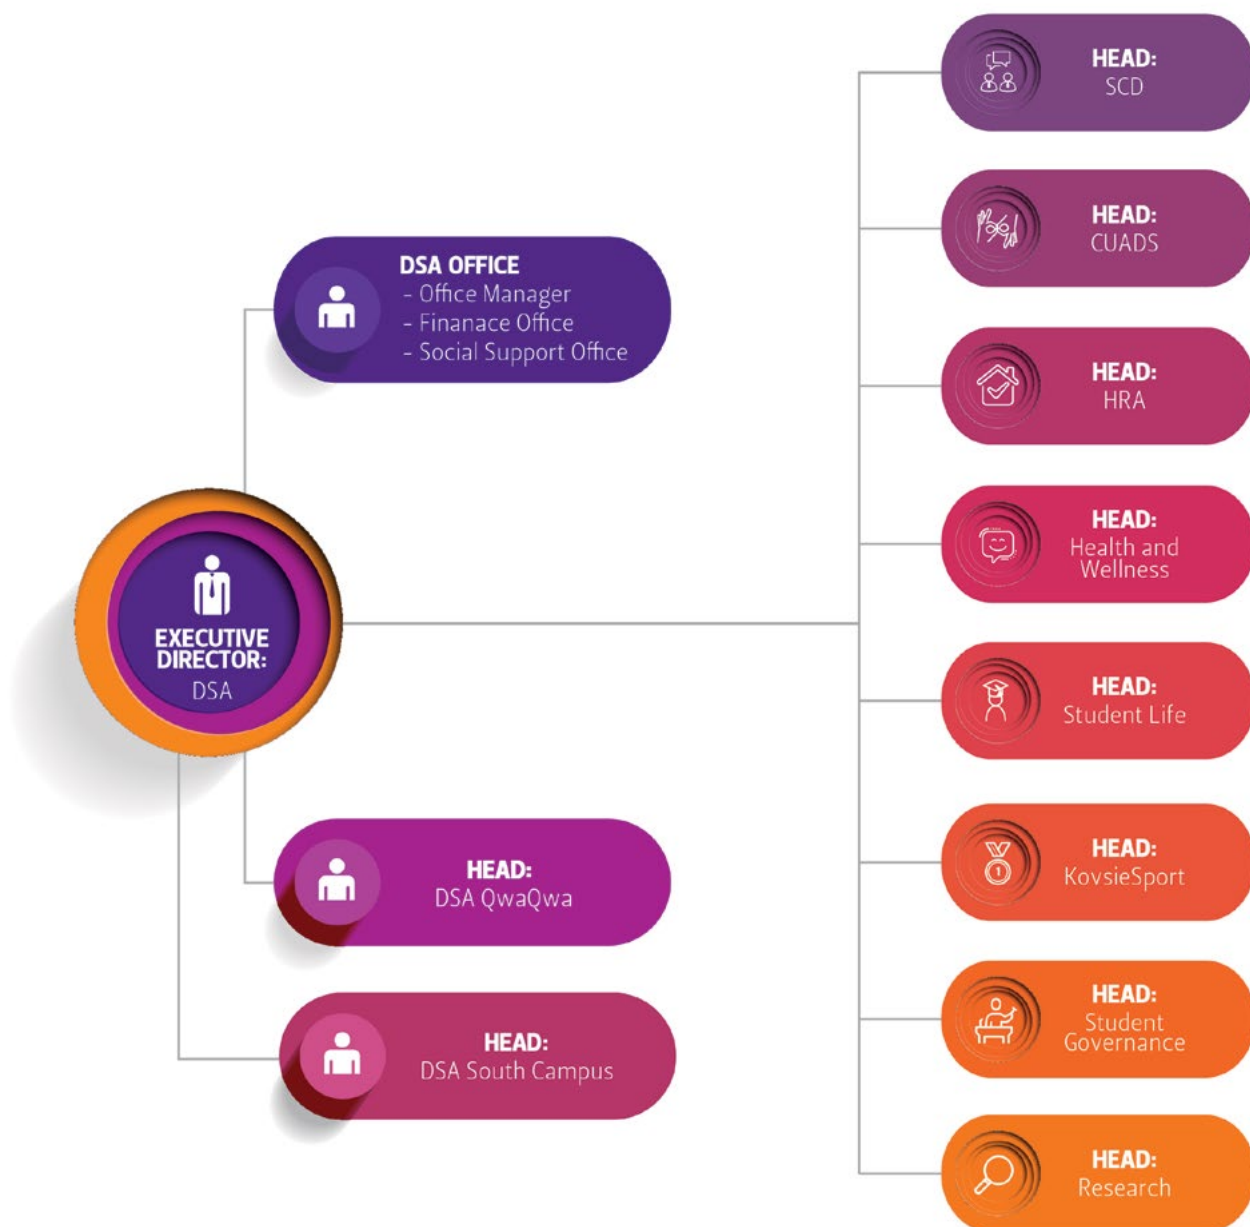 DSA OFFICE
- Office Manager
- Finanace Office
- Social Support Office
EXECUTIVE
DIRECTOR:
DSA
HEAD:
DSA QwaQwa
HEAD:
DSA South Campus
HEAD:
SCD
HEAD:
CUADS
HEAD:
HRA
HEAD:
Health and
Wellness
HEAD:
Student Life
HEAD:
KovsieSport
1
HEAD:
Student
Governance
HEAD:
Research